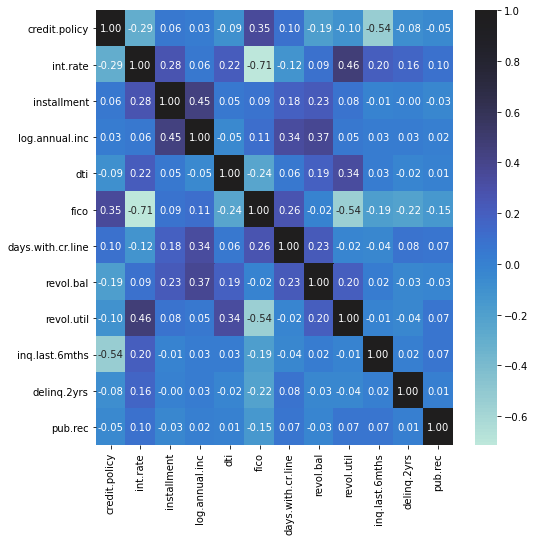 credit.policy 1.00 -0.29 0.06 0.03 -0.09 0.35 0.10 -0.19 -0.10 -0.54 -0.08 -0.05
int.rate -0.29 1.00 0.28 0.06 0.22 -0.71 -0.12 0.09 0.46 0.20 0.16 0.10
installment 0.06 0.28 1.00 0.45 0.05 0.09 0.18 0.23 0.08 -0.01 -0.00 -0.03
log.annual.inc 0.03 0.06 0.45 1.00 -0.05 0.11 0.34 0.37 0.05 0.03 0.03 0.02
dti -0.09 0.22 0.05 -0.05 1.00 -0.24 0.06 0.19 0.34 0.03 -0.02 0.01
fico 0.35 -0.71 0.09 0.11 -0.24 1.00 0.26 -0.02 -0.54 -0.19 -0.22 -0.15
days.with.cr.line 0.10 -0.12 0.18 0.34 0.06 0.26 1.00 0.23 -0.02 -0.04 0.08 0.07
revol.bal -0.19 0.09 0.23 0.37 0.19 -0.02 0.23 1.00 0.20 0.02 -0.03 -0.03
revol.util -0.10 0.46 0.08 0.05 0.34 -0.54 -0.02 0.20 1.00 -0.01 -0.04 0.07
inq.last.6mths -0.54 0.20 -0.01 0.03 0.03 -0.19 -0.04 0.02 -0.01 1.00 0.02 0.07
delinq.2yrs -0.08 0.16 -0.00 0.03 -0.02 -0.22 0.08 -0.03 -0.04 0.02 1.00 0.01
pub.rec -0.05 0.10 -0.03 0.02 0.01 -0.15 0.07 -0.03 0.07 0.07 0.01 1.00
credit.policy
int.rate
installment
log.annual.inc
dti
fico
days.with.cr.line
revol.bal
revol.util
inq.last.6mths
delinq.2yrs
pub.rec
1.0
0.8
0.6
0.4
0.2
0.0
-0.2
-0.4
-0.6